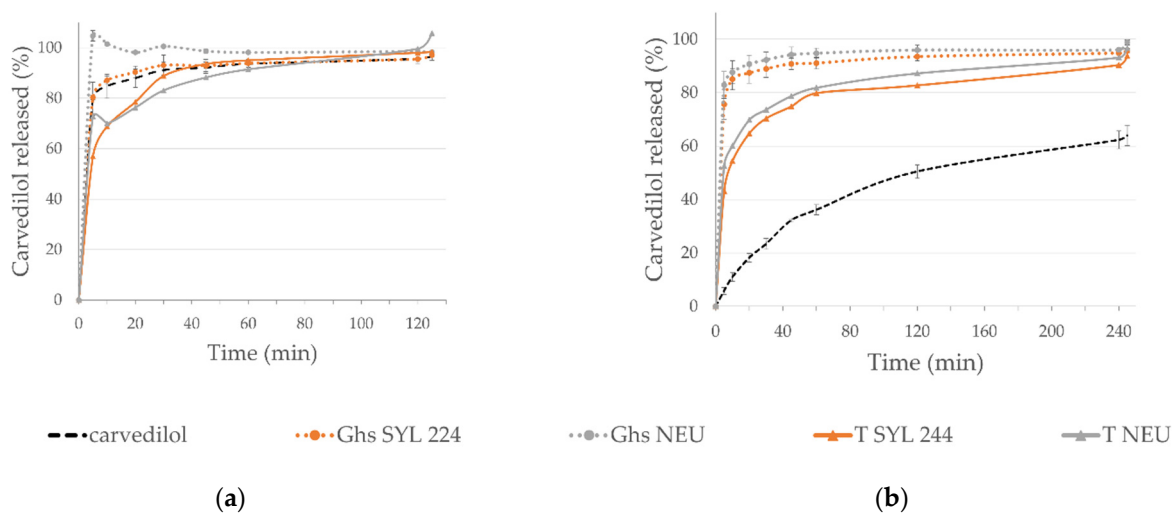 Carvedilol released (%)
100
80
60
40
20
0
0 20 40 60 80 100 120
Time (min)
Carvedilol released (%)
100
80
60
40
20
0
0 40 80 120 160 200 240
Time (min)
carvedilol Ghs SYL 224 Ghs NEU T SYL 244 T NEU
(a) (b)